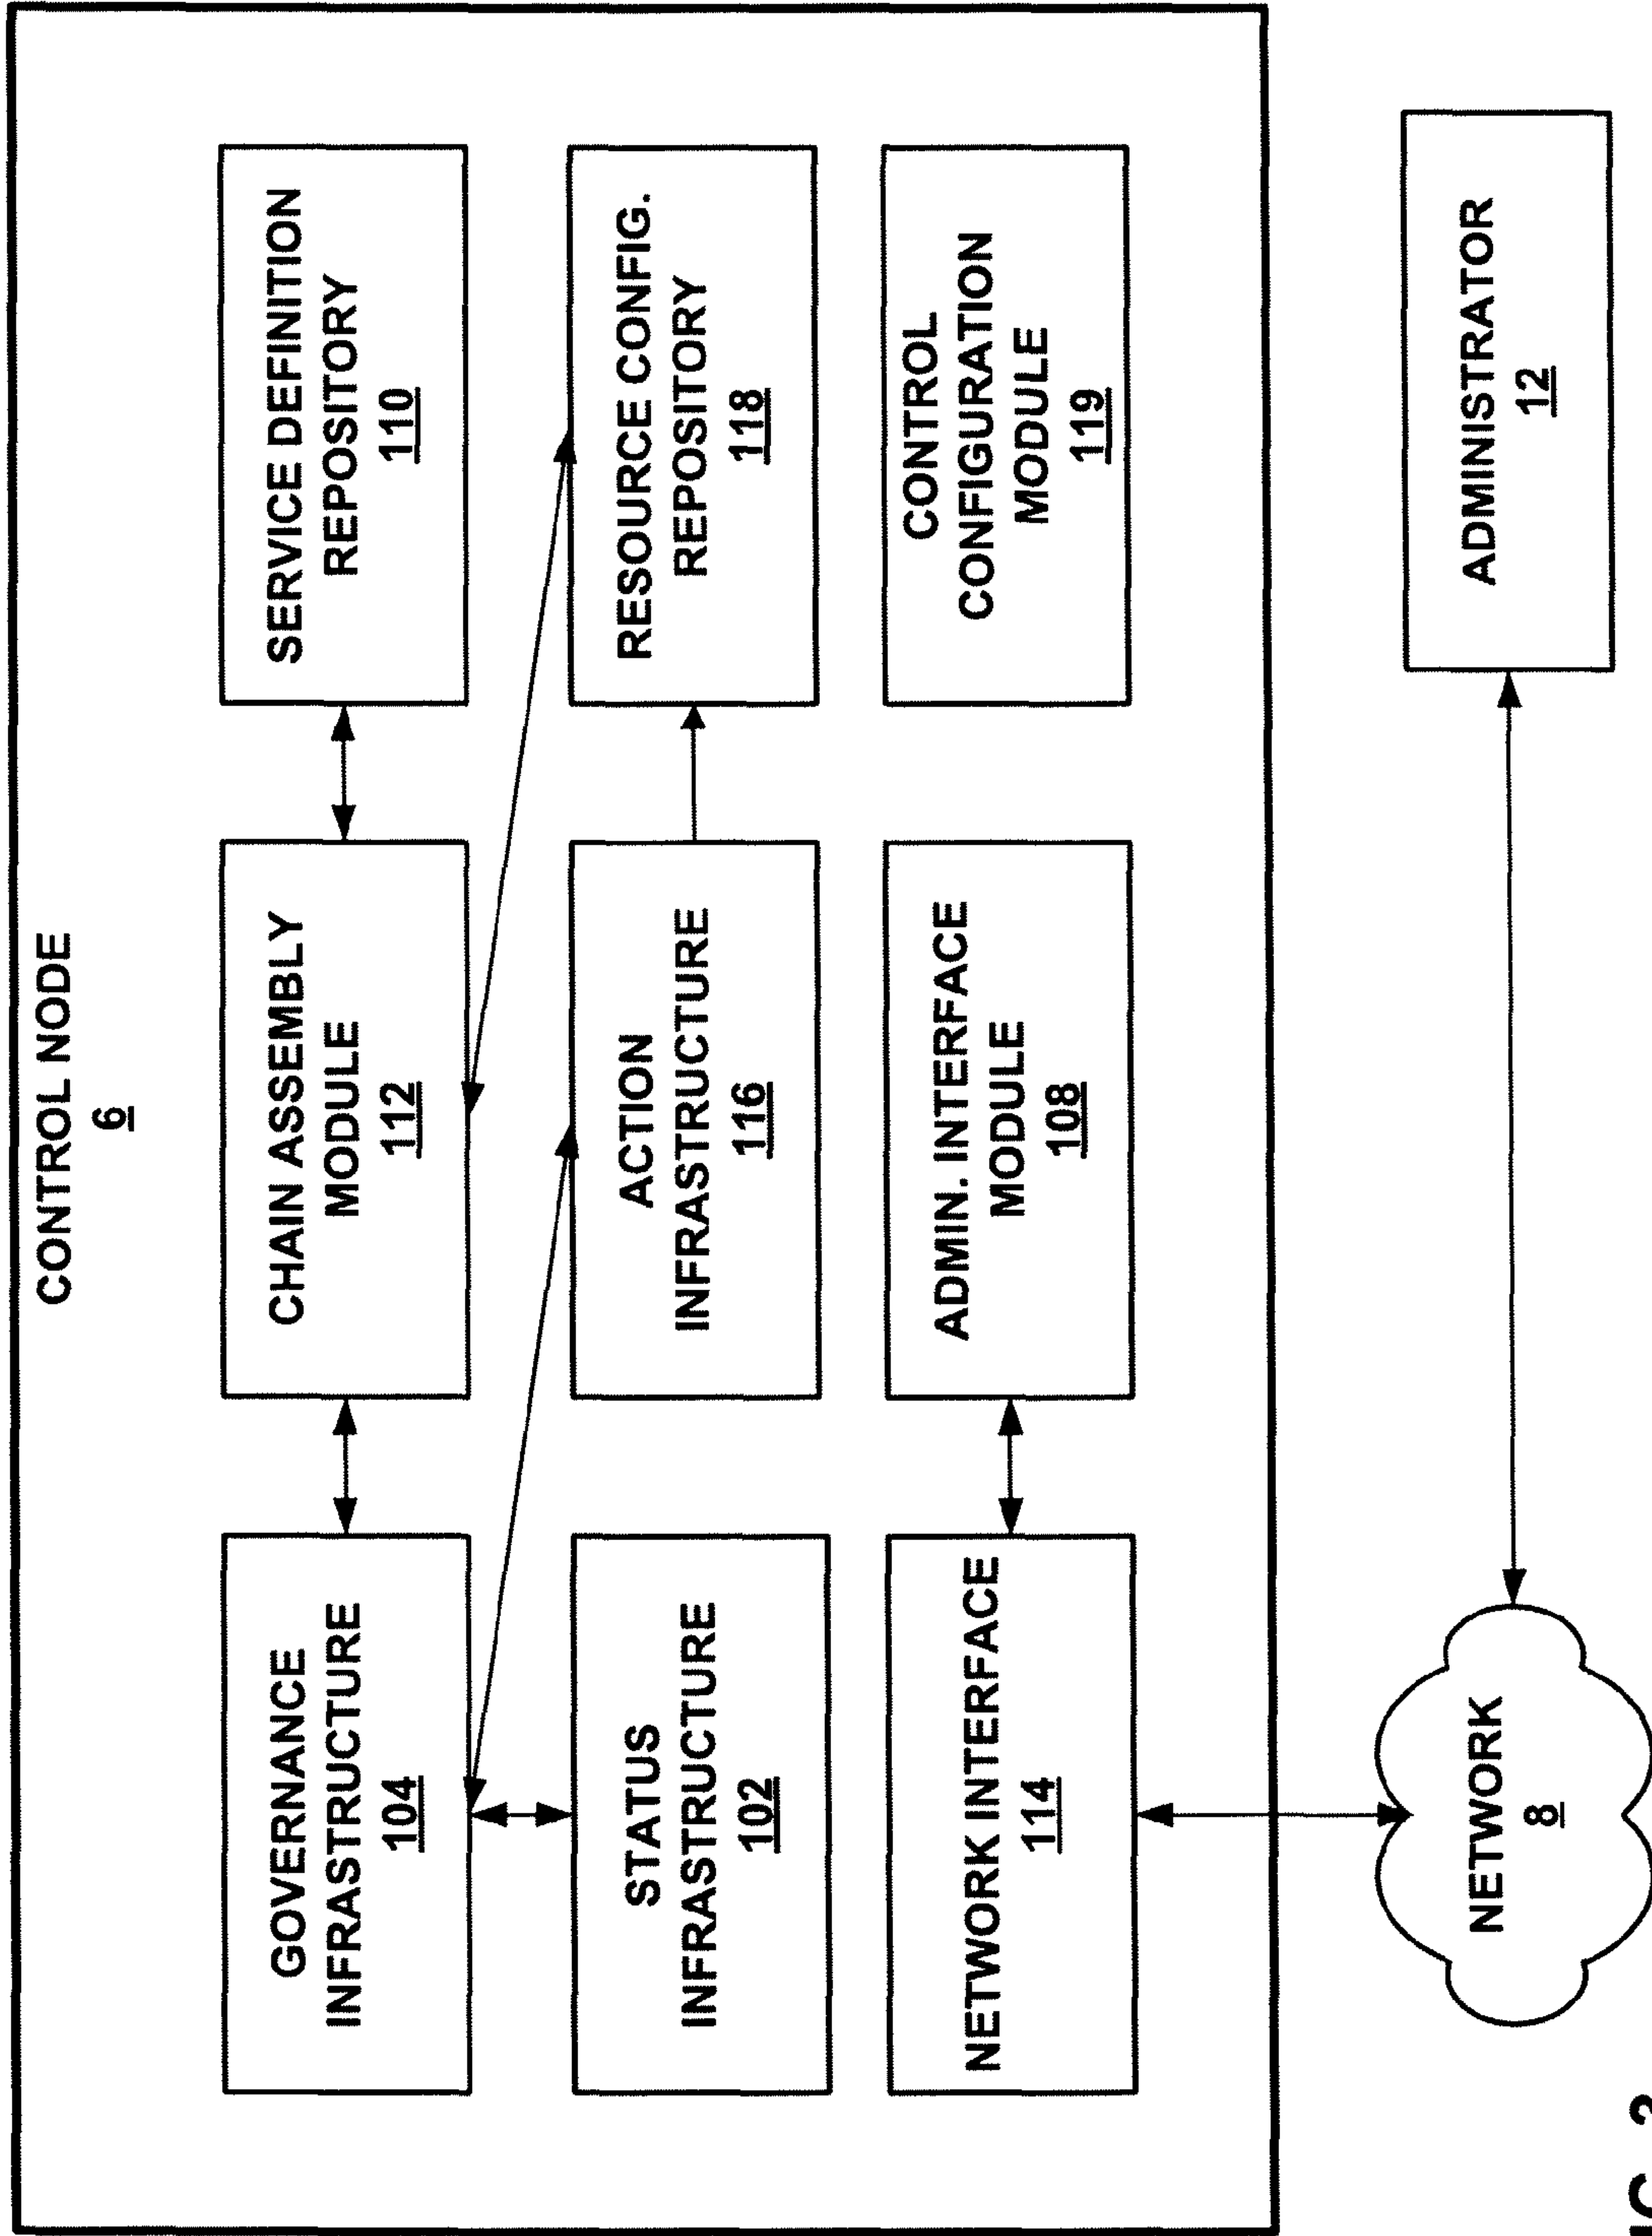 CONTROL NODE
6
GOVERNANCE
INFRASTRUCTURE
104
CHAIN ASSEMBLY
MODULE
112
SERVICE DEFINITION
REPOSITORY
110
STATUS
INFRASTRUCTURE
102
ACTION
INFRASTRUCTURE
116
RESOURCE CONFIG.
REPOSITORY
118
NETWORK INTERFACE
114
ADMIN. INTERFACE
MODULE
108
CONTROL
CONFIGURATION
MODULE
119
NETWORK
8
ADMINISTRATOR
12